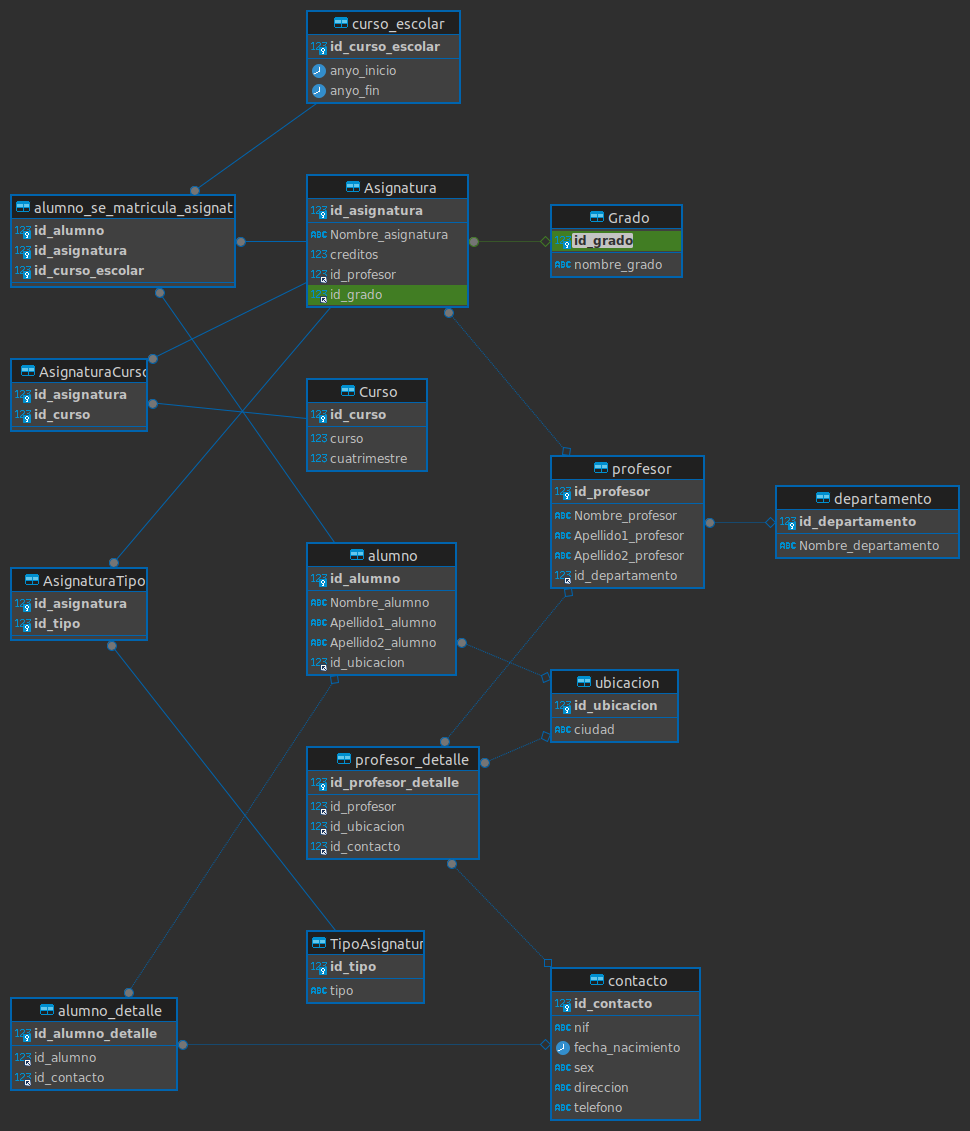 curso_escolar
123 id_curso_escolar
anyo_inicio
anyo_fin
alumno_se_matricula_asignat
123 id_alumno
123 id_asignatura
123 id_curso_escolar
Asignatura
123 id_asignatura
ABC Nombre_asignatura
123 creditos
123 id_profesor
123 id_grado
Grado
123 id_grado
ABC nombre_grado
AsignaturaCurso
123 id_asignatura
123 id_curso
Curso
123 id_curso
123 curso
123 cuatrimestre
profesor
123 id_profesor
ABC Nombre_profesor
ABC Apellido1_profesor
ABC Apellido2_profesor
123 id_departamento
departamento
123 id_departamento
ABC Nombre_departamento
AsignaturaTipo
123 id_asignatura
123 id_tipo
alumno
123 id_alumno
ABC Nombre_alumno
ABC Apellido1_alumno
ABC Apellido2_alumno
123 id_ubicacion
ubicacion
123 id_ubicacion
ABC ciudad
profesor_detalle
123 id_profesor_detalle
123 id_profesor
123 id_ubicacion
123 id_contacto
TipoAsignatur
123 id_tipo
ABC tipo
alumno_detalle
123 id_alumno_detalle
123 id_alumno
123 id_contacto
contacto
123 id_contacto
ABC nif
fecha_nacimiento
ABC sex
ABC direccion
ABC telefono